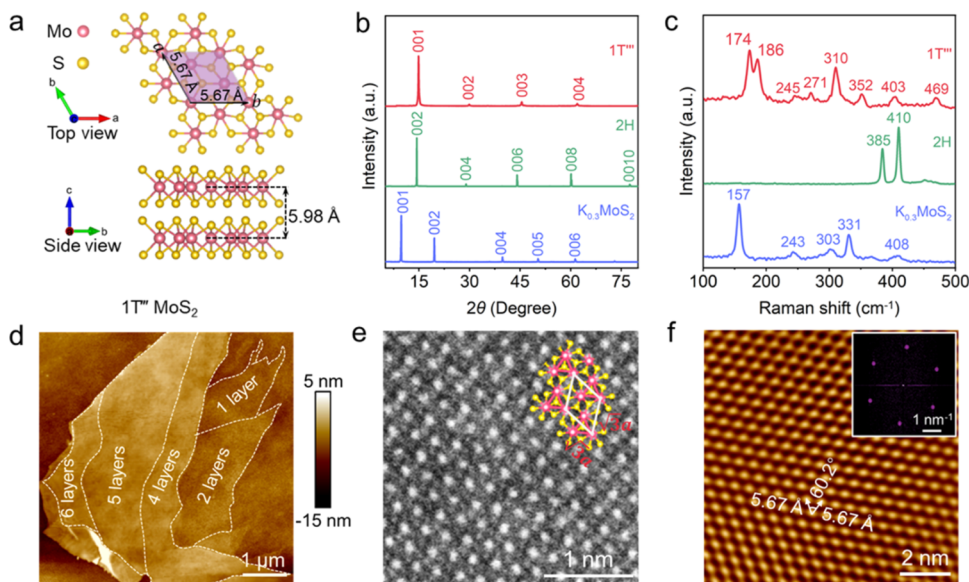 a
Mo
S
b
a
Top view
a
5.67 Å
5.67 Å
b
c
b
Side view
5.98 Å
1T‴ MoS₂
b
Intensity (a.u.)
001
002
003
004
1T‴
002
004
006
008
0010
2H
001
002
004
005
006
K₀.₃MoS₂
15 30 45 60 75
2θ (Degree)
c
Intensity (a.u.)
174
186
245
271
310
352
403
469
1T‴
385
410
2H
157
243
303
331
408
K₀.₃MoS₂
100 200 300 400 500
Raman shift (cm⁻¹)
d
1 layer
2 layers
4 layers
5 layers
6 layers
1 μm
5 nm
-15 nm
e
√3a
√3a
1 nm
f
1 nm⁻¹
60.2°
5.67 Å
5.67 Å
2 nm